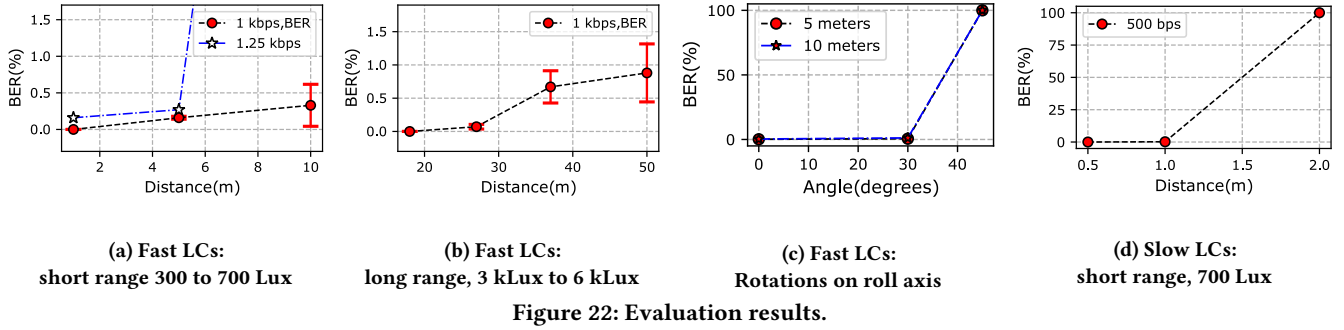 1.5
1.0
0.5
0.0
BER(%)
1 kbps,BER
1.25 kbps
2 4 6 8 10
Distance(m)
(a) Fast LCs:
short range 300 to 700 Lux
1.5
1.0
0.5
0.0
BER(%)
1 kbps,BER
20 30 40 50
Distance(m)
(b) Fast LCs:
long range, 3 kLux to 6 kLux
100
50
0
BER(%)
5 meters
10 meters
0 20 40
Angle(degrees)
(c) Fast LCs:
Rotations on roll axis
100
75
50
25
0
BER(%)
500 bps
0.5 1.0 1.5 2.0
Distance(m)
(d) Slow LCs:
short range, 700 Lux
Figure 22: Evaluation results.